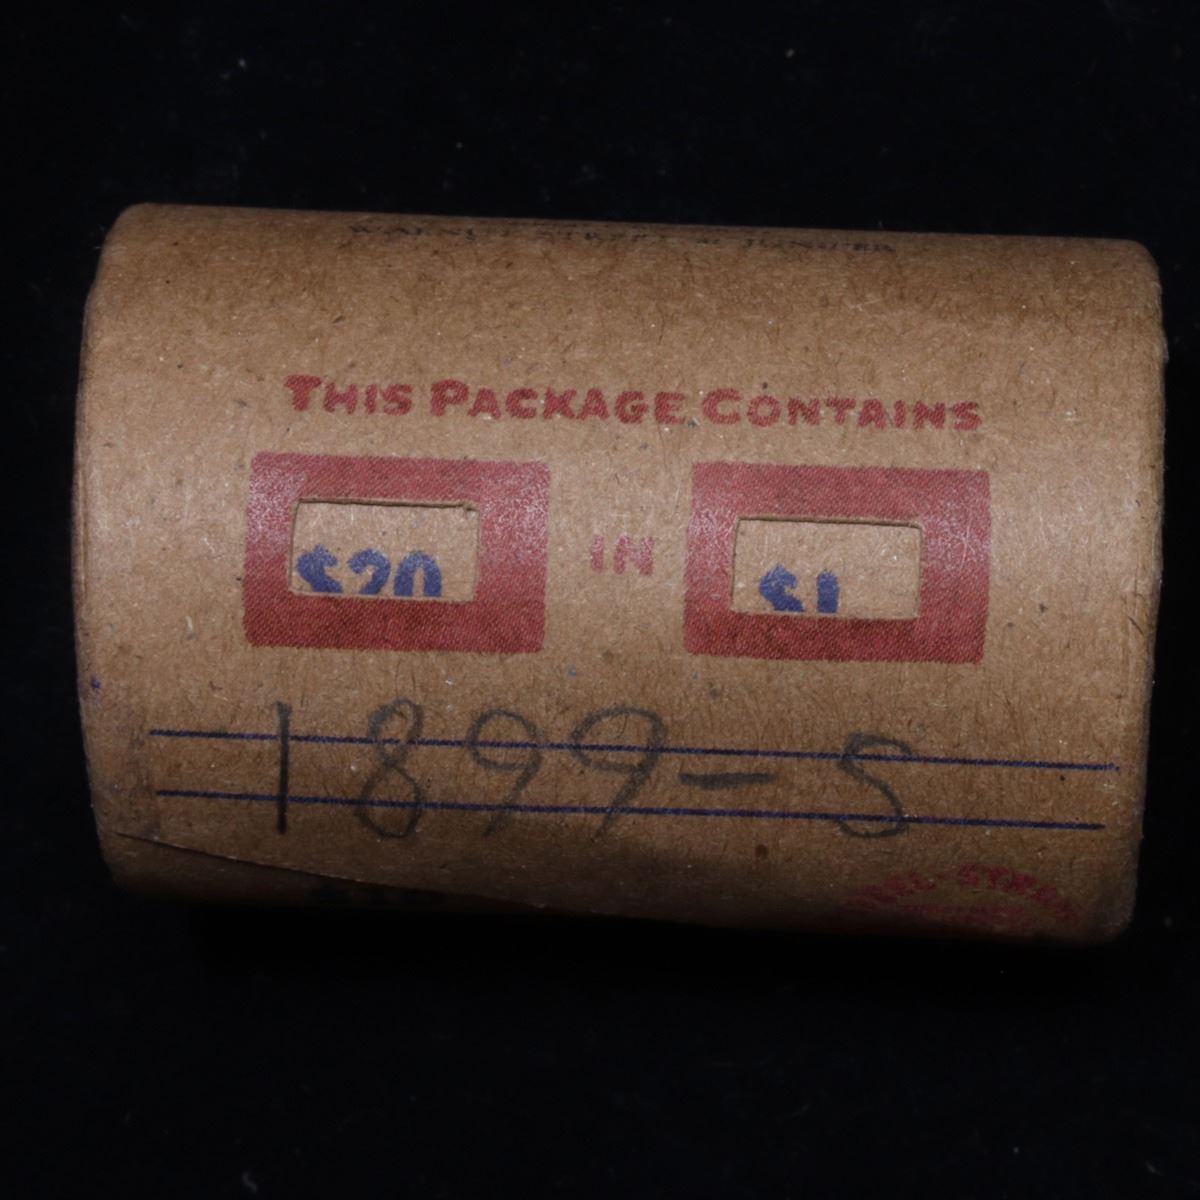 THIS PACKAGE CONTAINS
$20 IN $1
1899-S